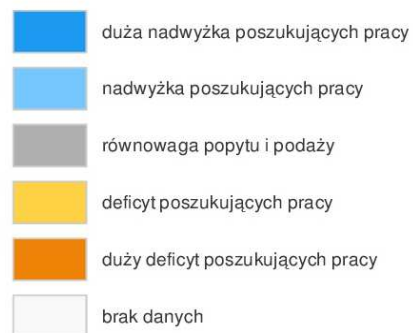 duża nadwyżka poszukujących pracy
nadwyżka poszukujących pracy
równowaga popytu i podaży
deficyt poszukujących pracy
duży deficyt poszukujących pracy
brak danych